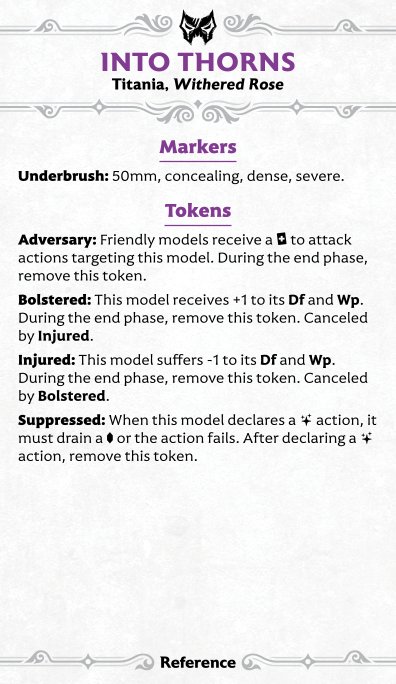 INTO THORNS
Titania, Withered Rose
Markers
Underbrush: 50mm, concealing, dense, severe.
Tokens
Adversary: Friendly models receive a + to attack
actions targeting this model. During the end phase,
remove this token.
Bolstered: This model receives +1 to its Df and Wp.
During the end phase, remove this token. Canceled
by Injured.
Injured: This model suffers -1 to its Df and Wp.
During the end phase, remove this token. Canceled
by Bolstered.
Suppressed: When this model declares a action, it
must drain a or the action fails. After declaring a
action, remove this token.
Reference